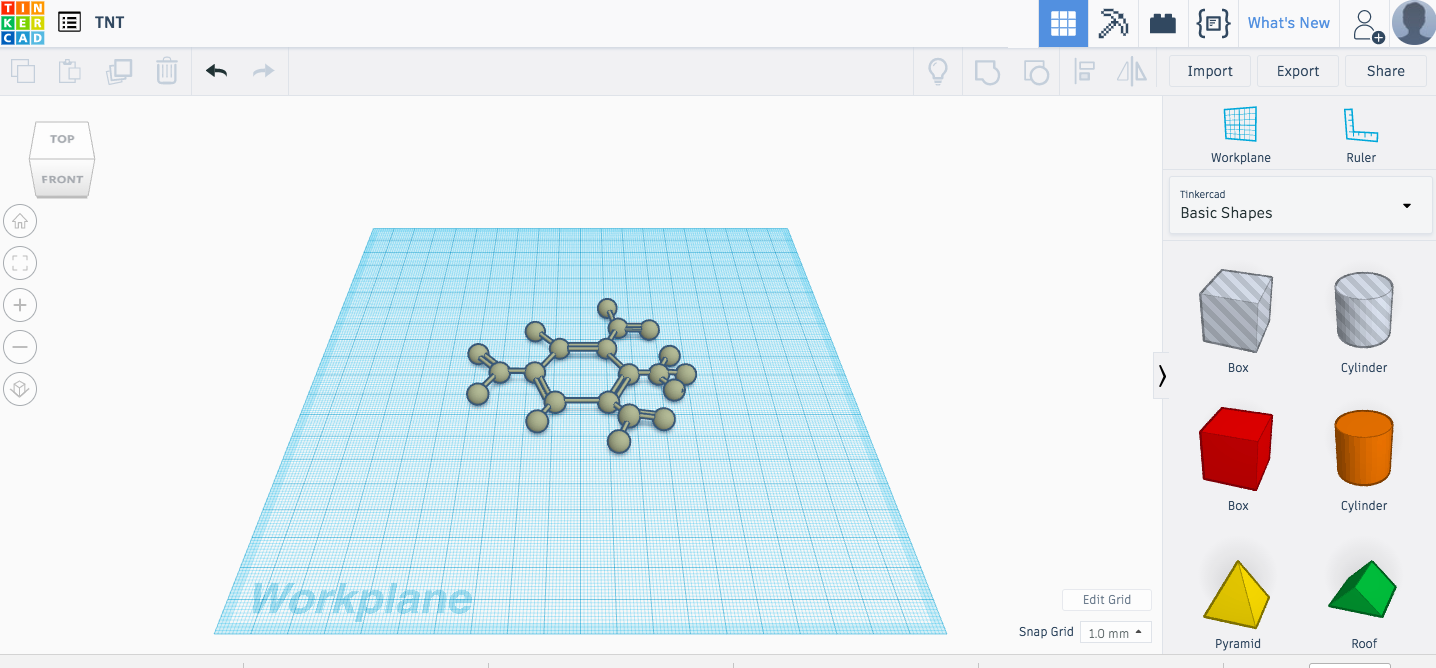 TIN
KER
CAD
TNT
What's New
Import
Export
Share
TOP
FRONT
Workplane
Ruler
Tinkercad
Basic Shapes
Box
Cylinder
Box
Cylinder
Pyramid
Roof
Workplane
Edit Grid
Snap Grid
1.0 mm